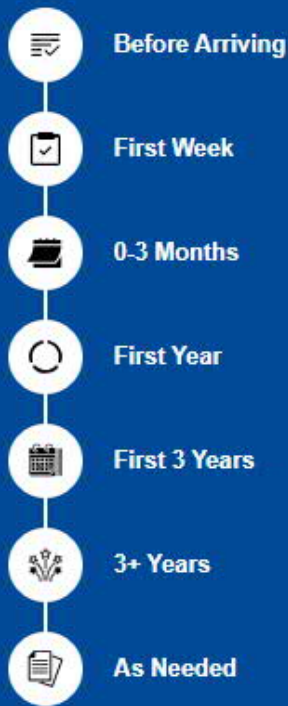 Before Arriving
First Week
0-3 Months
First Year
First 3 Years
3+ Years
As Needed